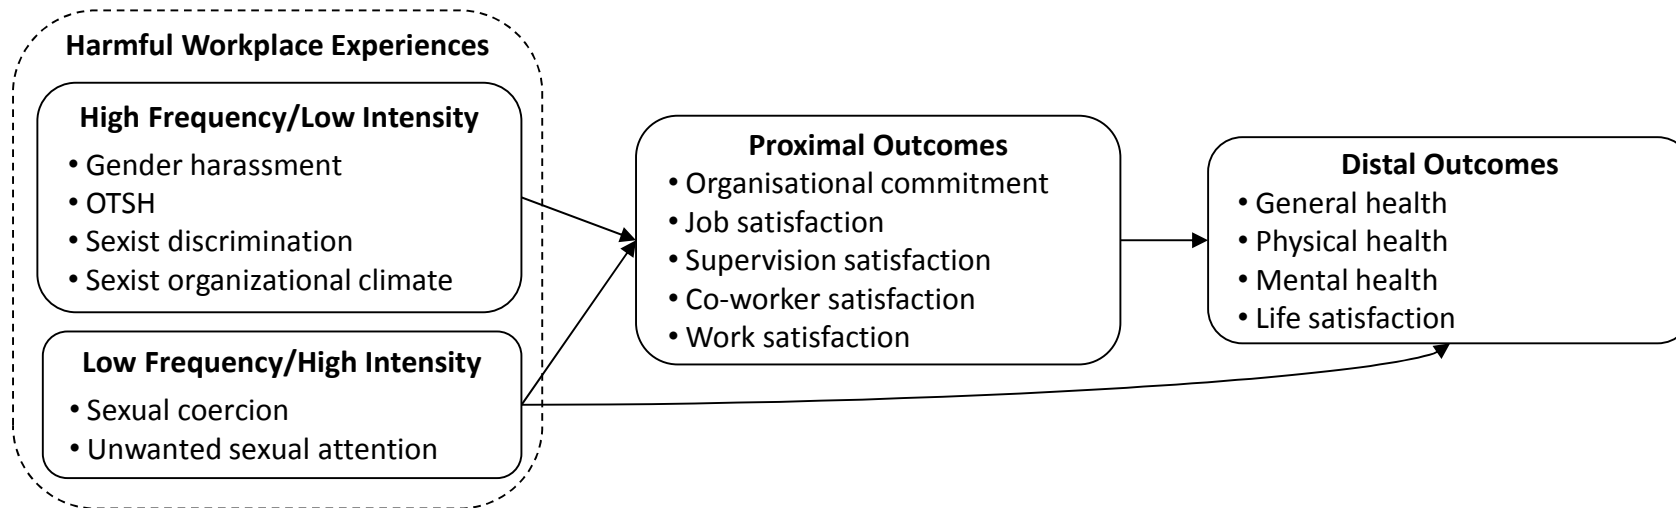 Harmful Workplace Experiences
High Frequency/Low Intensity
• Gender harassment
• OTSH
• Sexist discrimination
• Sexist organizational climate
Low Frequency/High Intensity
• Sexual coercion
• Unwanted sexual attention
Proximal Outcomes
• Organisational commitment
• Job satisfaction
• Supervision satisfaction
• Co-worker satisfaction
• Work satisfaction
Distal Outcomes
• General health
• Physical health
• Mental health
• Life satisfaction